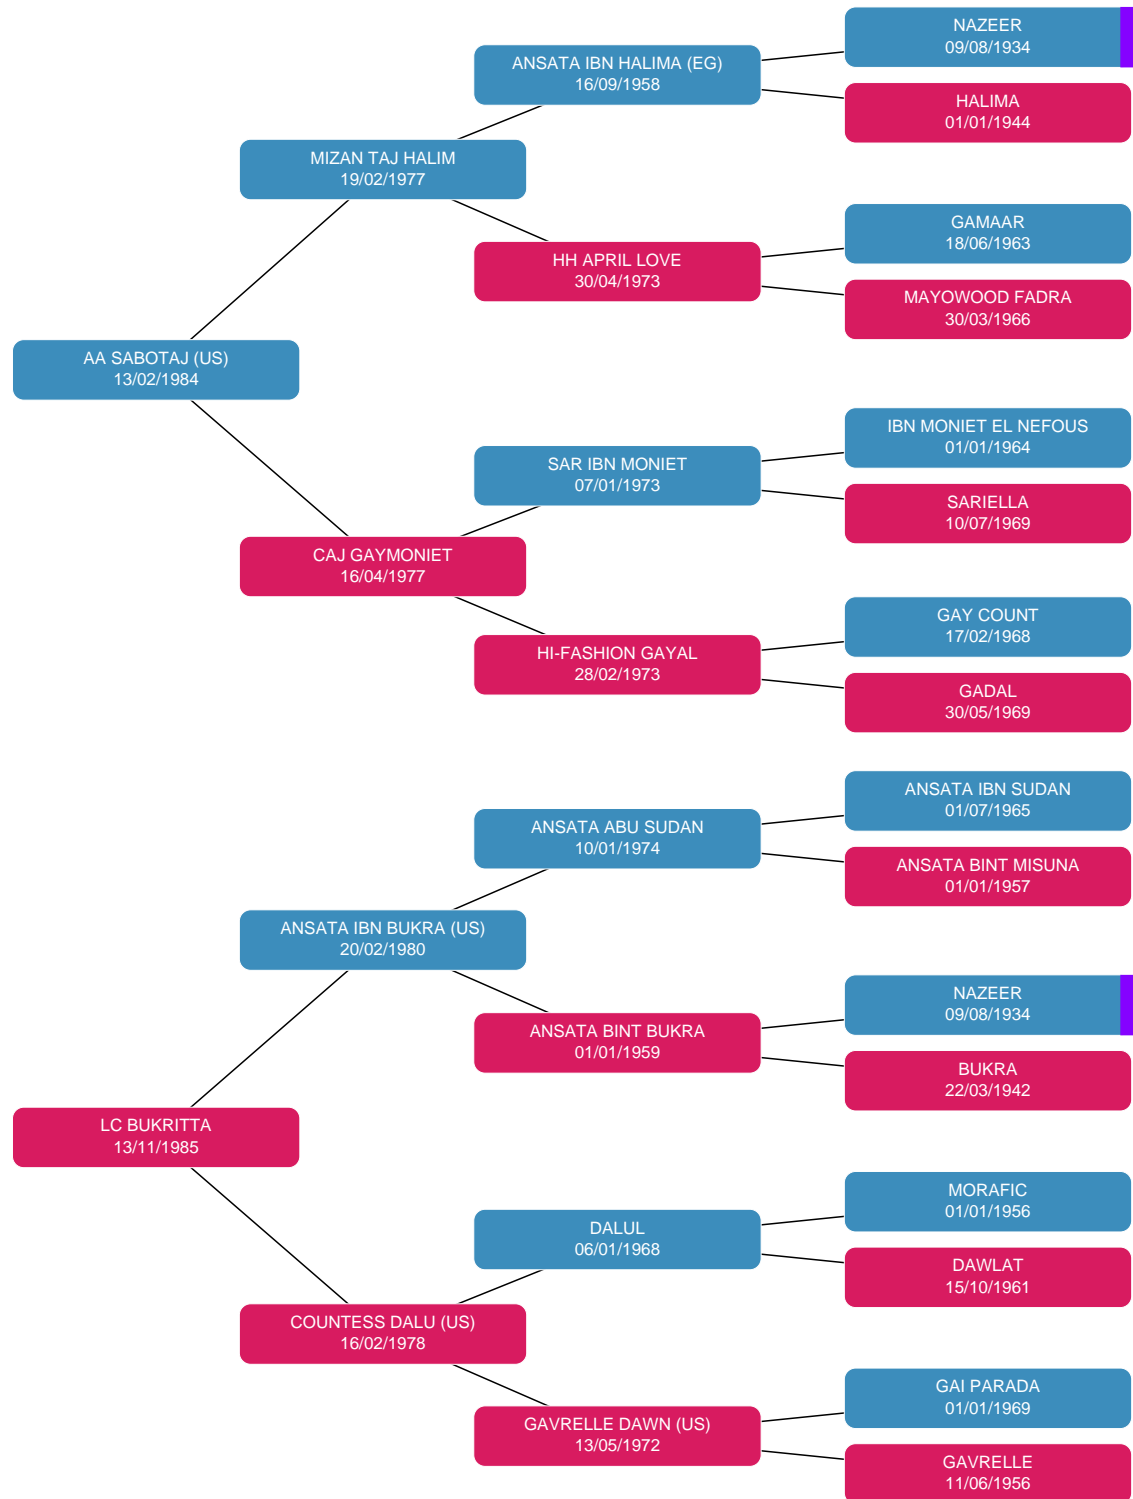 NAZEER
09/08/1934
ANSATA IBN HALIMA (EG)
16/09/1958
HALIMA
01/01/1944
MIZAN TAJ HALIM
19/02/1977
GAMAAR
18/06/1963
HH APRIL LOVE
30/04/1973
MAYOWOOD FADRA
30/03/1966
AA SABOTAJ (US)
13/02/1984
IBN MONIET EL NEFOUS
01/01/1964
SAR IBN MONIET
07/01/1973
SARIELLA
10/07/1969
CAJ GAYMONIET
16/04/1977
GAY COUNT
17/02/1968
HI-FASHION GAYAL
28/02/1973
GADAL
30/05/1969
ANSATA IBN SUDAN
01/07/1965
ANSATA ABU SUDAN
10/01/1974
ANSATA BINT MISUNA
01/01/1957
ANSATA IBN BUKRA (US)
20/02/1980
NAZEER
09/08/1934
ANSATA BINT BUKRA
01/01/1959
BUKRA
22/03/1942
LC BUKRITTA
13/11/1985
MORAFIC
01/01/1956
DALUL
06/01/1968
DAWLAT
15/10/1961
COUNTESS DALU (US)
16/02/1978
GAI PARADA
01/01/1969
GAVRELLE DAWN (US)
13/05/1972
GAVRELLE
11/06/1956